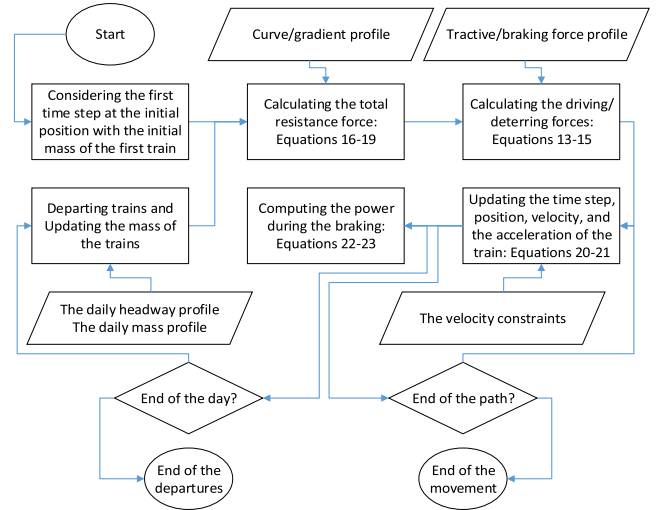 Start
Curve/gradient profile
Tractive/braking force profile
Considering the first
time step at the initial
position with the initial
mass of the first train
Calculating the total
resistance force:
Equations 16-19
Calculating the driving/
deterring forces:
Equations 13-15
Departing trains and
Updating the mass of
the trains
Computing the power
during the braking:
Equations 22-23
Updating the time step,
position, velocity, and
the acceleration of the
train: Equations 20-21
The daily headway profile
The daily mass profile
The velocity constraints
End of the day?
End of the path?
End of the
departures
End of the
movement